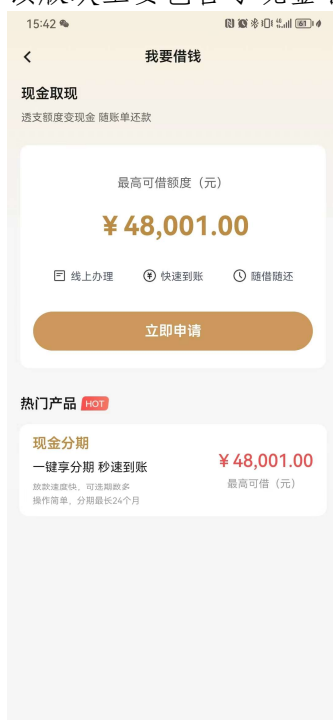 15:42
61
我要借钱
现金取现
透支额度变现金 随账单还款
最高可借额度（元）
¥48,001.00
线上办理 快速到账 随借随还
立即申请
热门产品 HOT
现金分期
一键享分期 秒速到账
¥48,001.00
放款速度快，可选期数多
最高可借（元）
操作简单，分期最长24个月